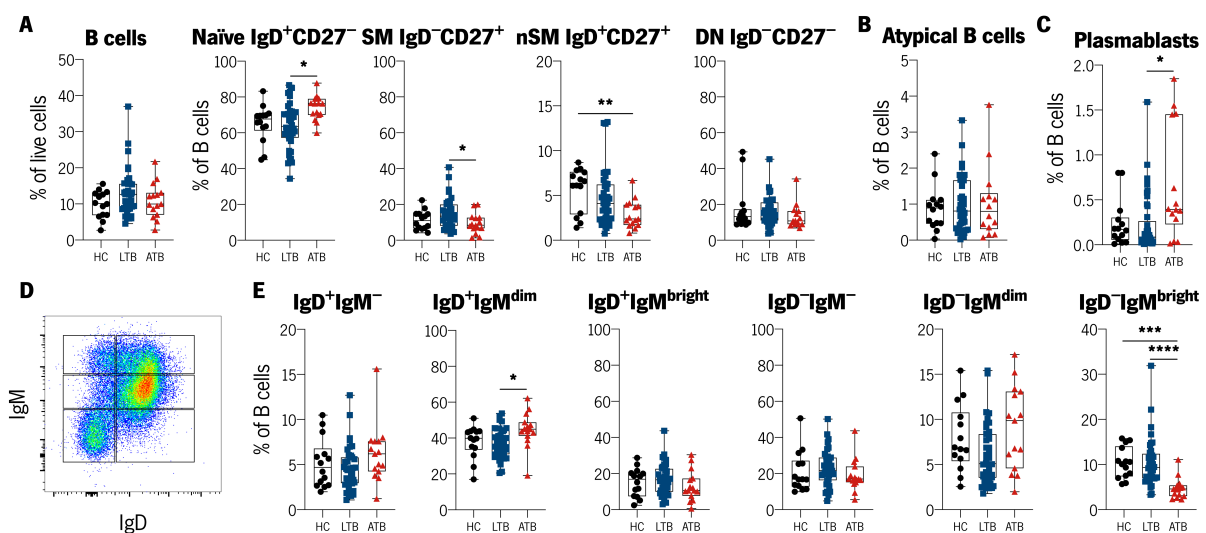 A
B cells
% of live cells
50
40
30
20
10
0
HC LTB ATB
Naïve IgD⁺CD27⁻
% of B cells
100
80
60
40
20
0
*
HC LTB ATB
SM IgD⁻CD27⁺
100
80
60
40
20
0
*
HC LTB ATB
nSM IgD⁺CD27⁺
20
15
10
5
0
**
HC LTB ATB
DN IgD⁻CD27⁻
100
80
60
40
20
0
HC LTB ATB
B
Atypical B cells
% of B cells
5
4
3
2
1
0
HC LTB ATB
C
Plasmablasts
% of B cells
2.0
1.5
1.0
0.5
0.0
*
HC LTB ATB
D
IgM
IgD
E
IgD⁺IgM⁻
% of B cells
20
15
10
5
0
HC LTB ATB
IgD⁺IgMdim
100
80
60
40
20
0
*
HC LTB ATB
IgD⁺IgMbright
100
80
60
40
20
0
HC LTB ATB
IgD⁻IgM⁻
100
80
60
40
20
0
HC LTB ATB
IgD⁻IgMdim
20
15
10
5
0
HC LTB ATB
IgD⁻IgMbright
40
30
20
10
0
***
****
HC LTB ATB